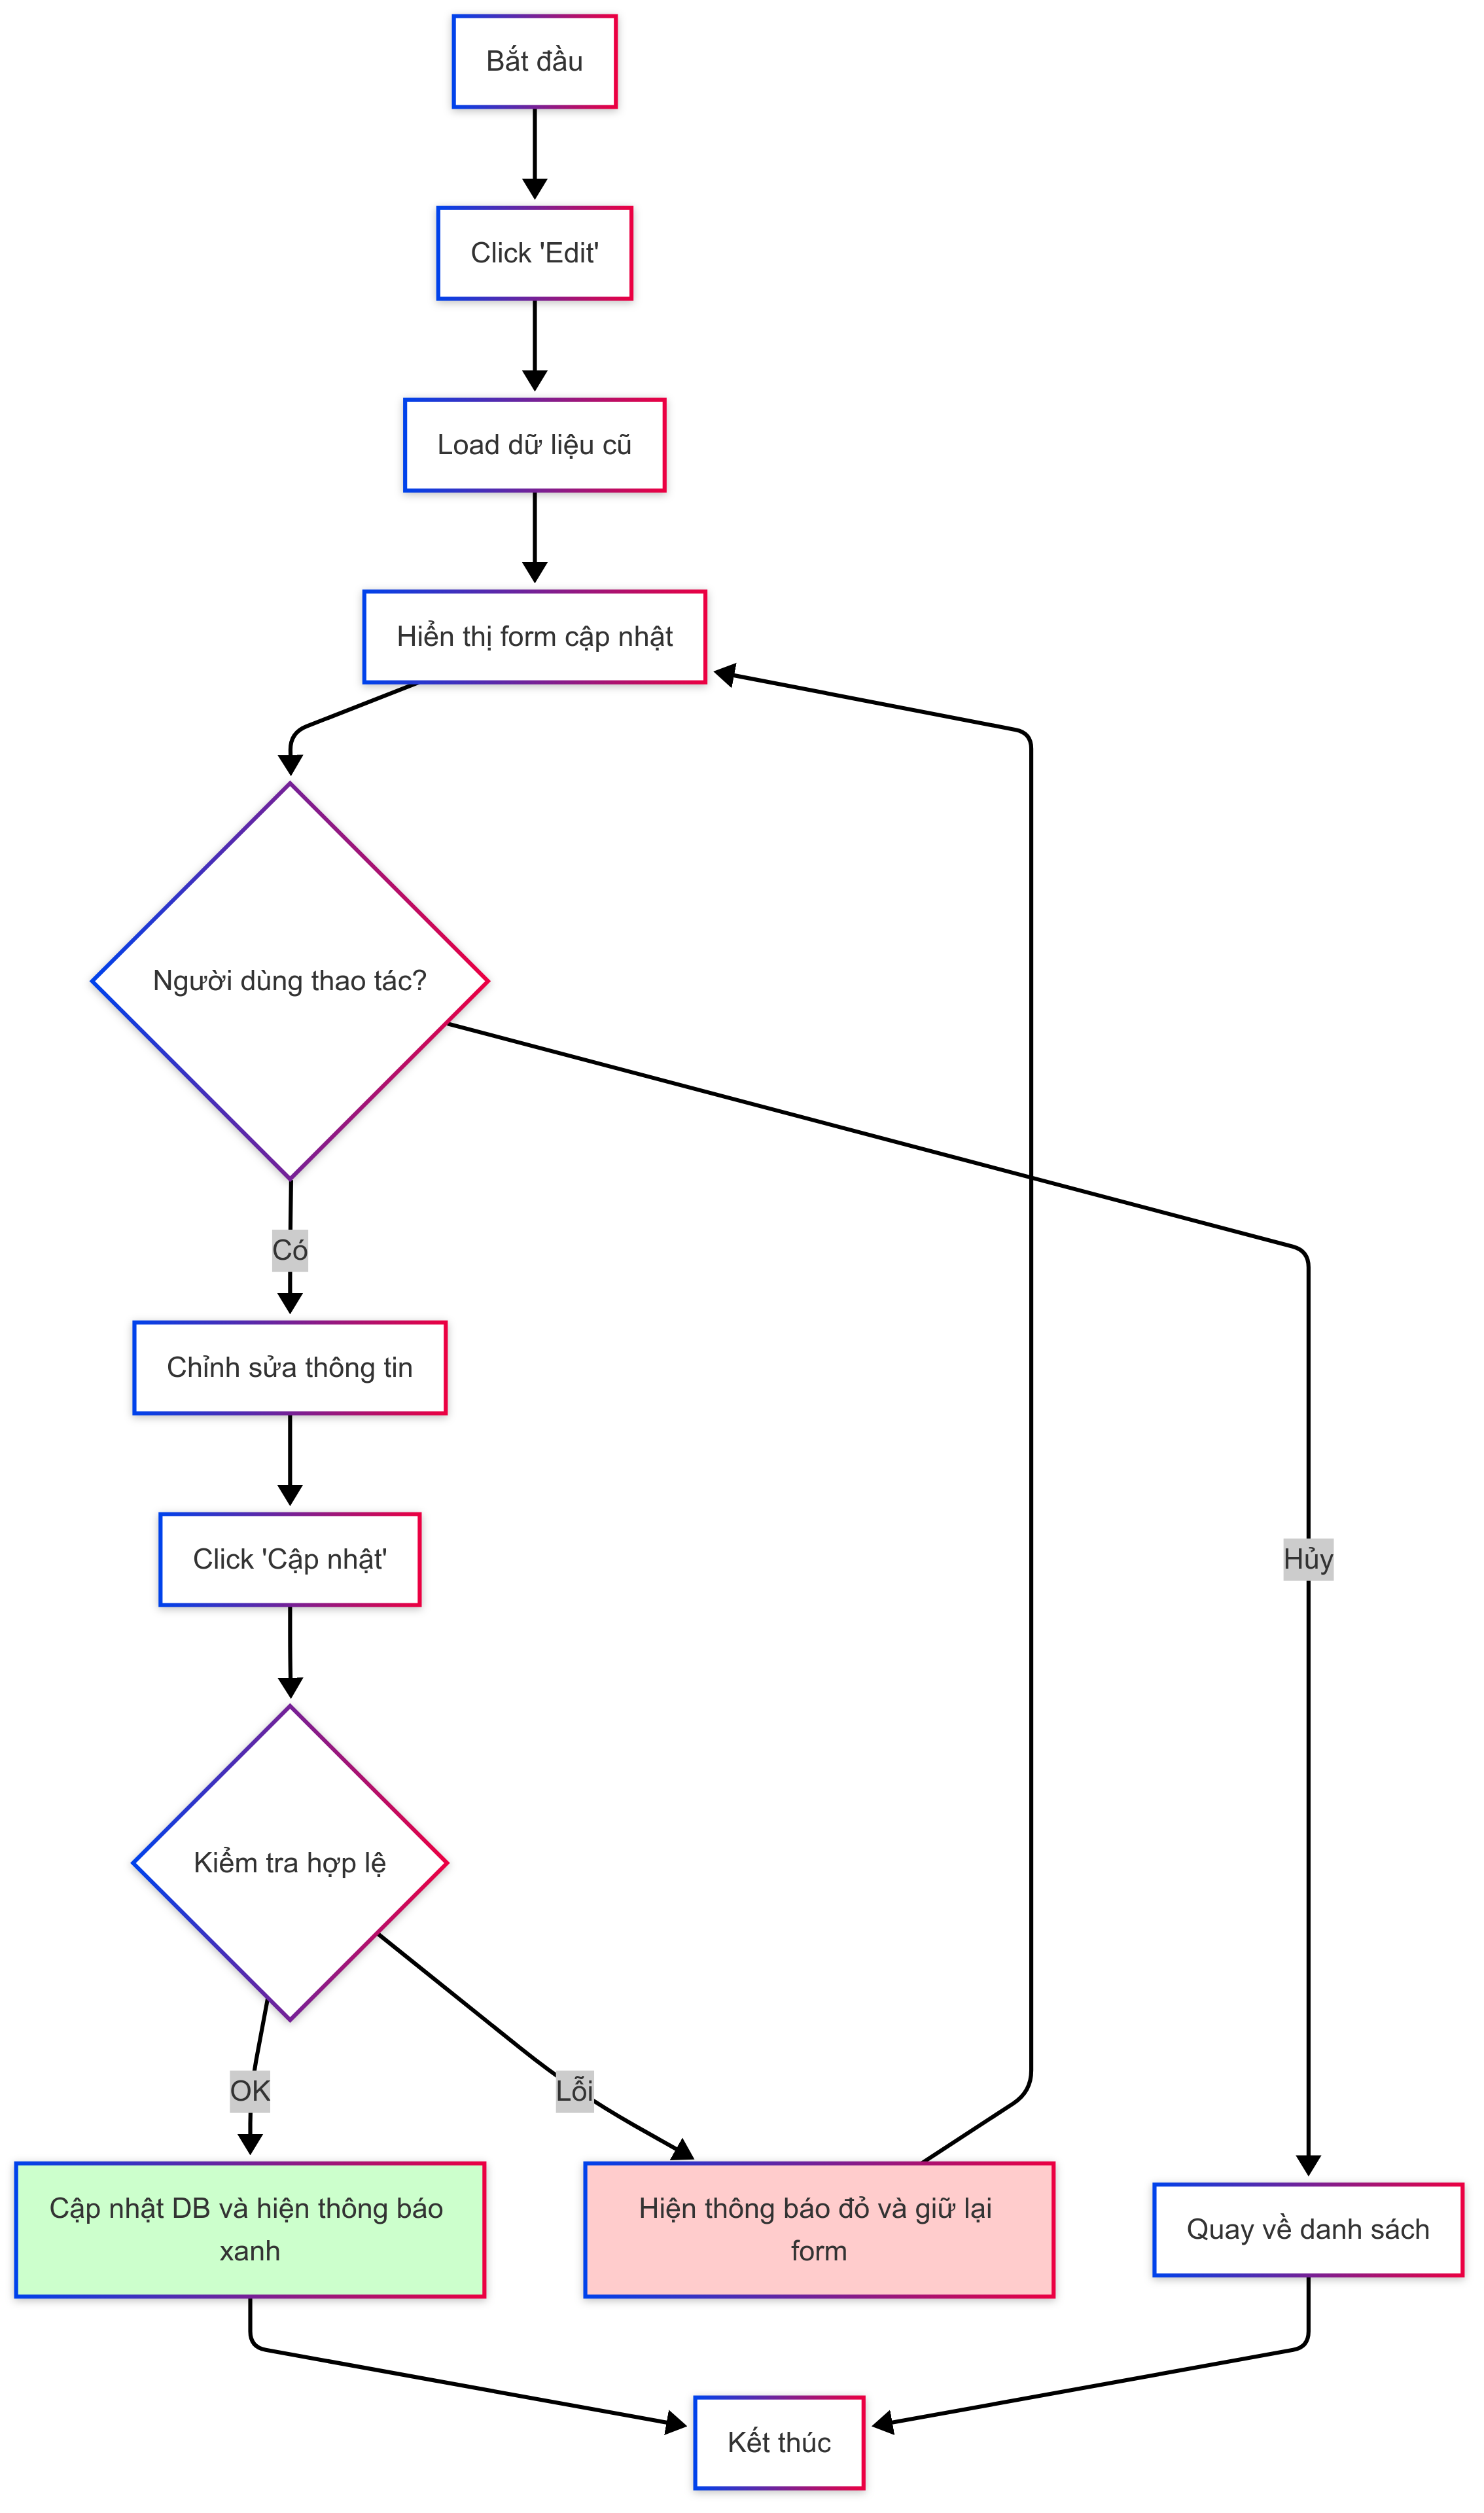 Bắt đầu
Click 'Edit'
Load dữ liệu cũ
Hiển thị form cập nhật
Người dùng thao tác?
Có
Chỉnh sửa thông tin
Click 'Cập nhật'
Hủy
Kiểm tra hợp lệ
OK
Lỗi
Cập nhật DB và hiện thông báo
xanh
Hiện thông báo đỏ và giữ lại
form
Quay về danh sách
Kết thúc